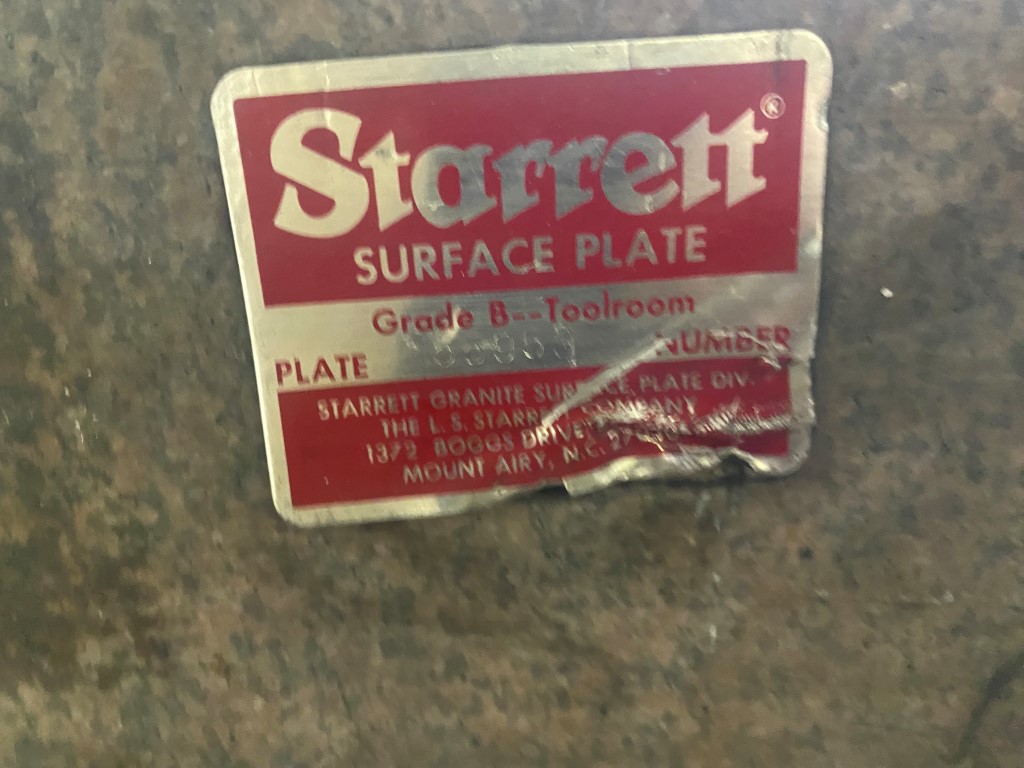 Starrett®
SURFACE PLATE
Grade B--Toolroom
PLATE NUMBER
STARRETT GRANITE SURFACE PLATE DIV.
THE L. S. STARRETT COMPANY
1372 BOGGS DRIVE
MOUNT AIRY, N.C.